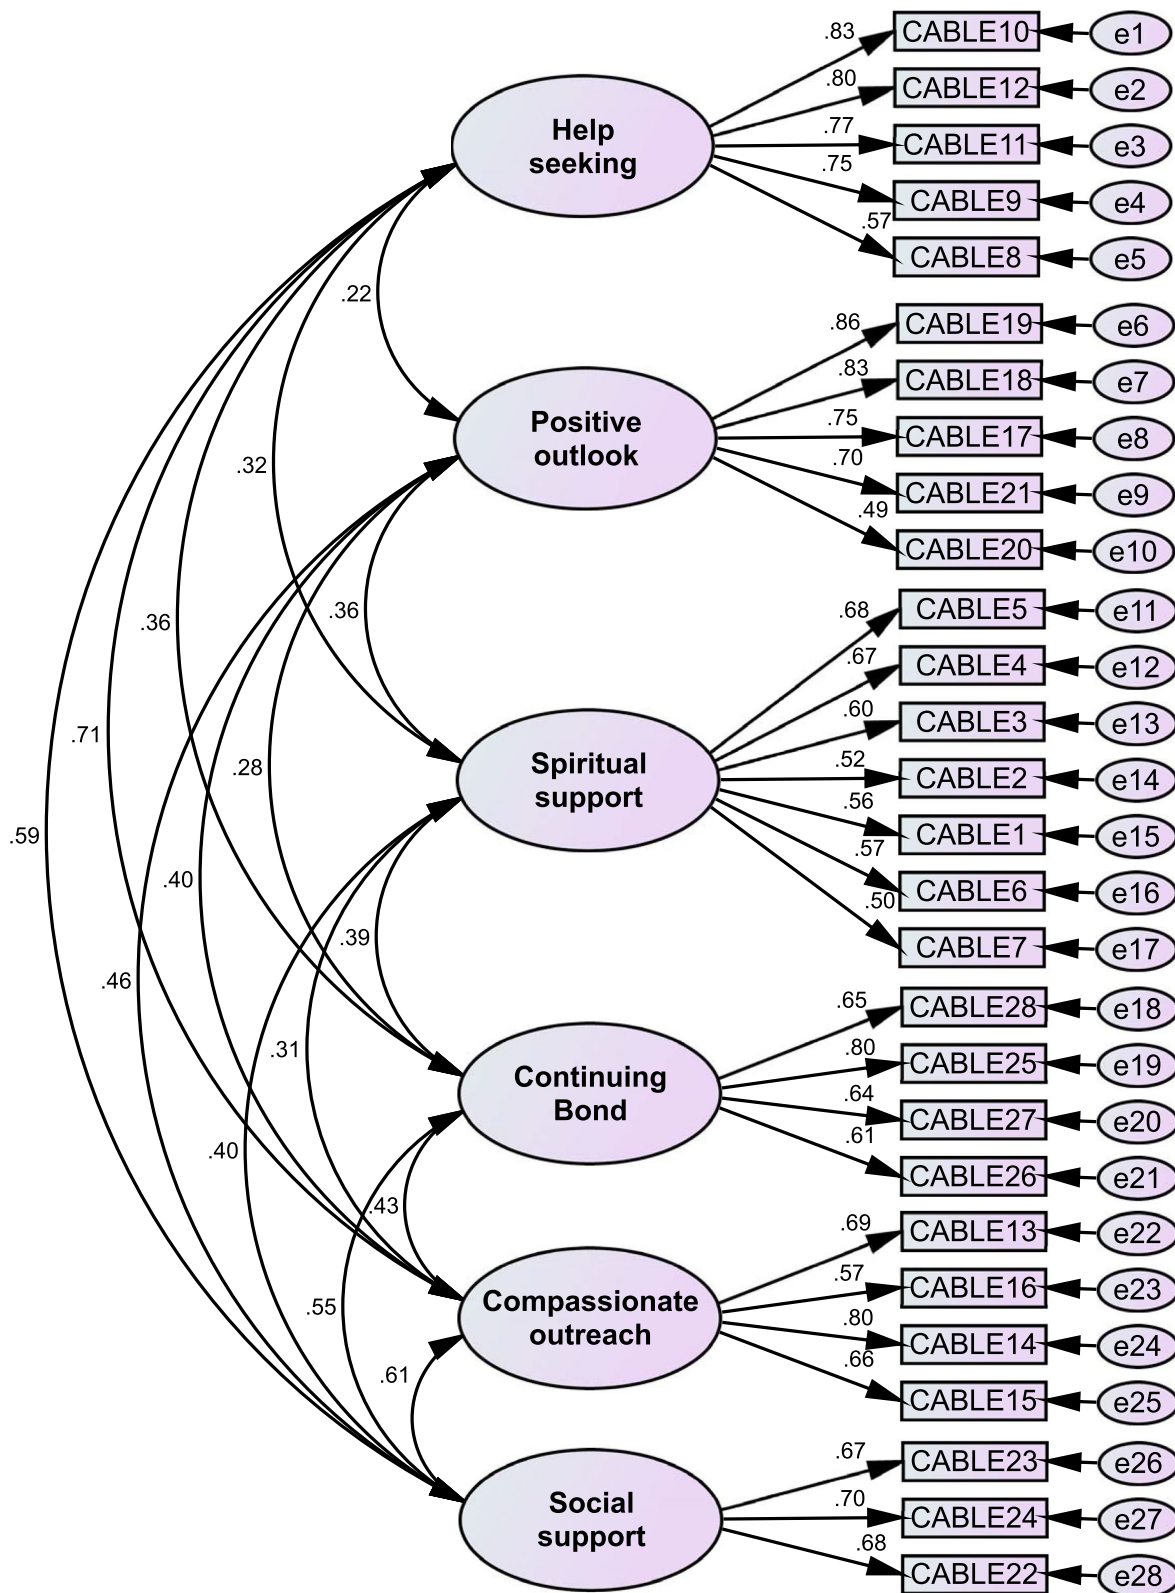 .83
CABLE10
e1
.80
CABLE12
e2
Help
seeking
.77
CABLE11
e3
.75
CABLE9
e4
.57
CABLE8
e5
.22
.86
CABLE19
e6
.83
CABLE18
e7
Positive
outlook
.75
CABLE17
e8
.32
.70
CABLE21
e9
.49
CABLE20
e10
.36
.36
.68
CABLE5
e11
.67
CABLE4
e12
.60
CABLE3
e13
.71
.28
Spiritual
support
.52
CABLE2
e14
.59
.56
CABLE1
e15
.40
.57
CABLE6
e16
.50
CABLE7
e17
.39
.46
.65
CABLE28
e18
.31
.80
CABLE25
e19
Continuing
Bond
.64
CABLE27
e20
.40
.61
CABLE26
e21
.43
.69
CABLE13
e22
.55
.57
CABLE16
e23
Compassionate
outreach
.80
CABLE14
e24
.61
.66
CABLE15
e25
.67
CABLE23
e26
Social
support
.70
CABLE24
e27
.68
CABLE22
e28